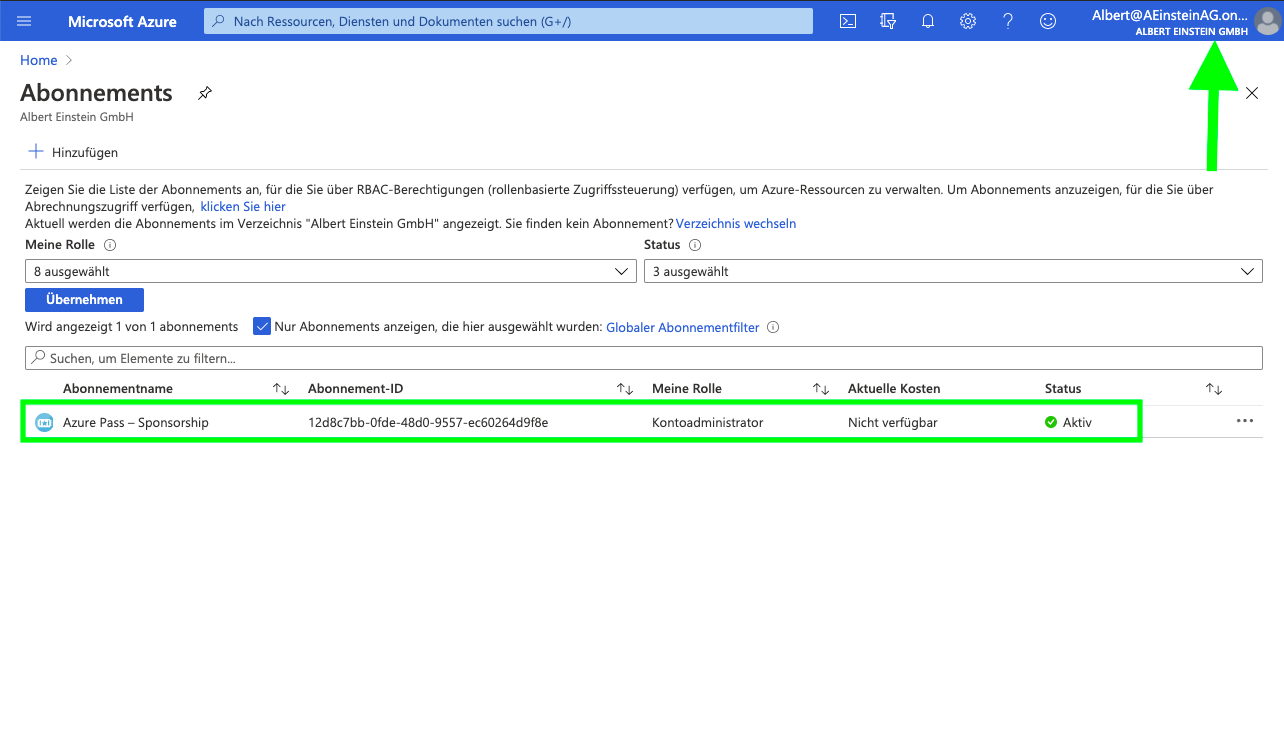 Microsoft Azure
Nach Ressourcen, Diensten und Dokumenten suchen (G+/)
Albert@AEinsteinAG.on...
ALBERT EINSTEIN GMBH
Home
Abonnements
Albert Einstein GmbH
Hinzufügen
Zeigen Sie die Liste der Abonnements an, für die Sie über RBAC-Berechtigungen (rollenbasierte Zugriffssteuerung) verfügen, um Azure-Ressourcen zu verwalten. Um Abonnements anzuzeigen, für die Sie über
Abrechnungszugriff verfügen, klicken Sie hier
Aktuell werden die Abonnements im Verzeichnis "Albert Einstein GmbH" angezeigt. Sie finden kein Abonnement? Verzeichnis wechseln
Meine Rolle Status
8 ausgewählt 3 ausgewählt
Übernehmen
Wird angezeigt 1 von 1 abonnements Nur Abonnements anzeigen, die hier ausgewählt wurden: Globaler Abonnementfilter
Suchen, um Elemente zu filtern...
Abonnementname Abonnement-ID Meine Rolle Aktuelle Kosten Status
Azure Pass – Sponsorship 12d8c7bb-0fde-48d0-9557-ec60264d9f8e Kontoadministrator Nicht verfügbar Aktiv